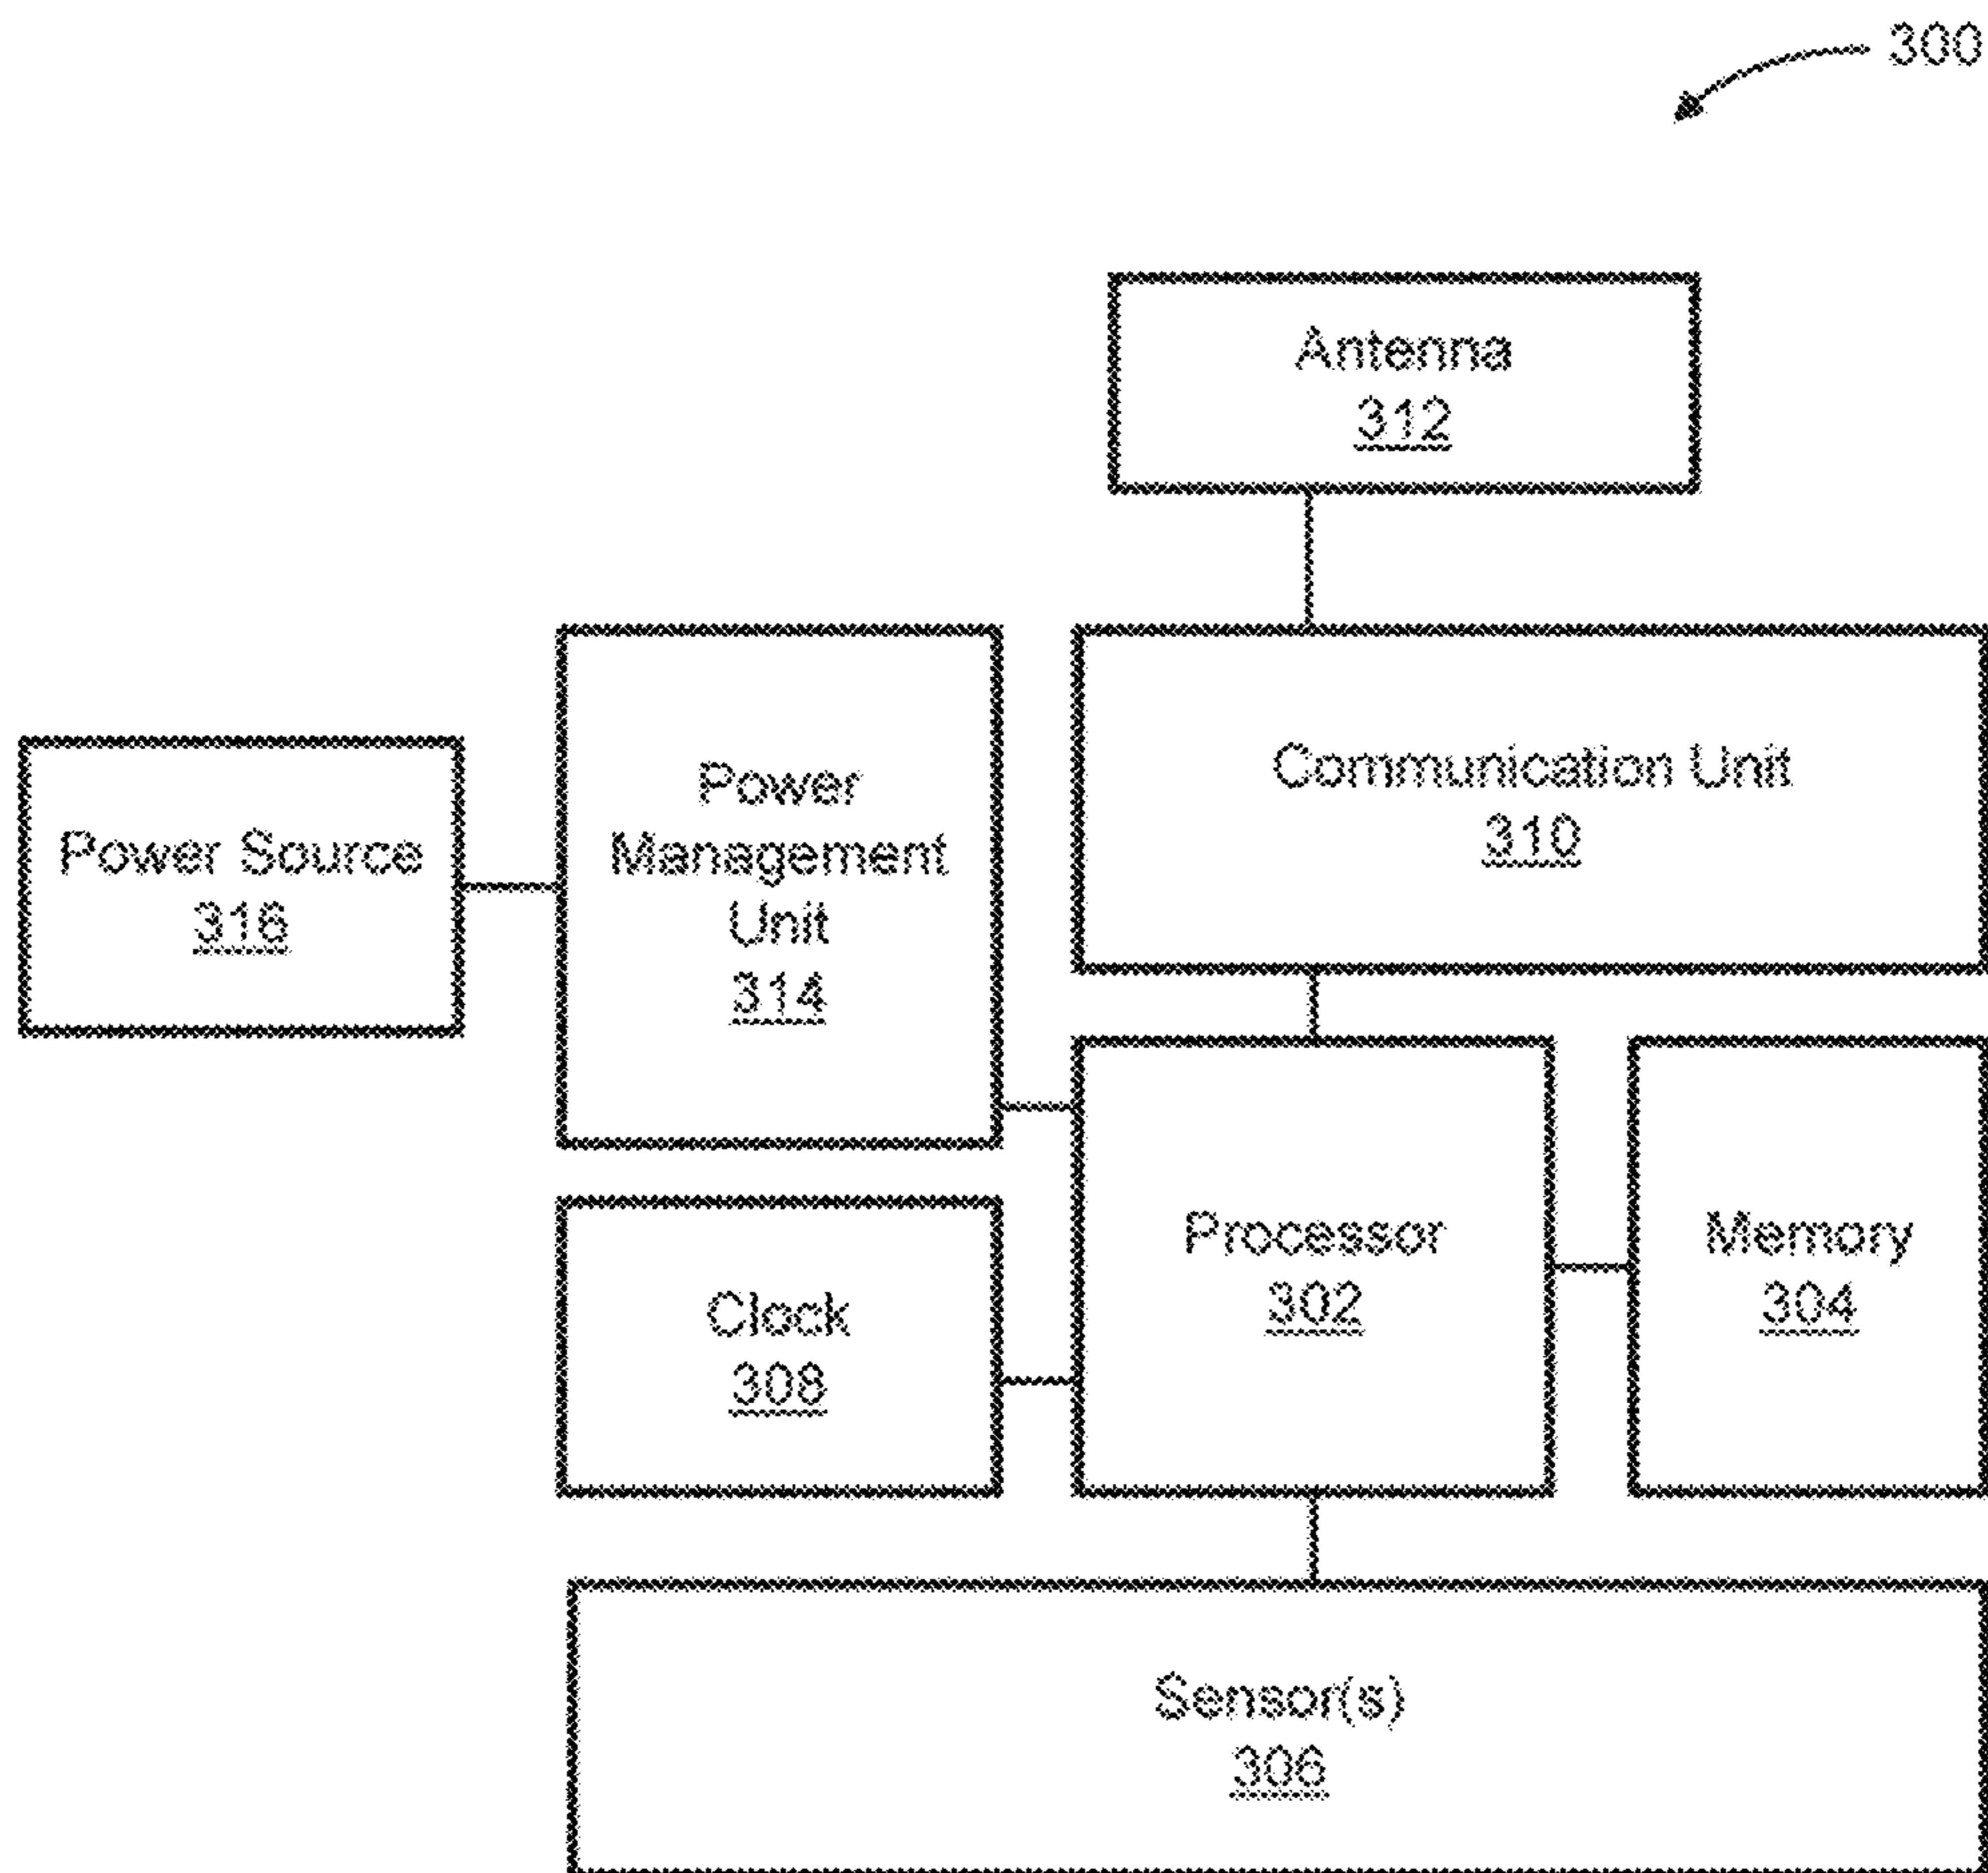 300
Antenna
312
Communication Unit
310
Power
Management
Unit
314
Power Source
316
Processor
302
Memory
304
Clock
308
Sensor(s)
306